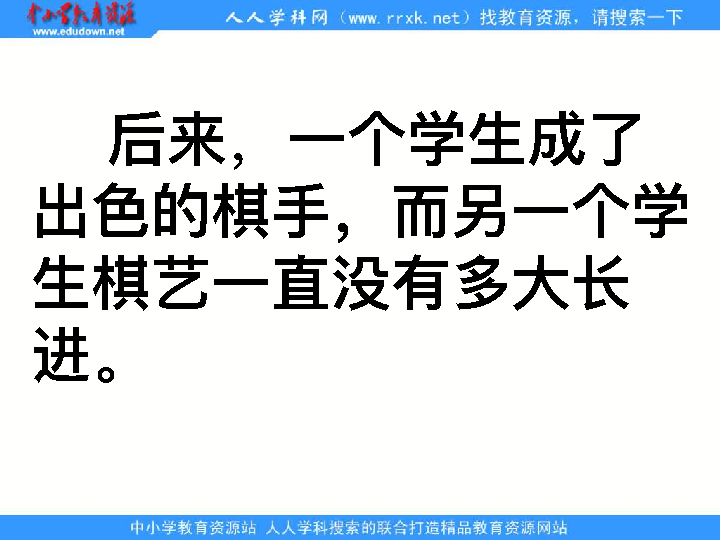 中小学教育资源
www.edudown.net
人人学科网（www.rrxk.net）找教育资源，请搜索一下
后来，一个学生成了
出色的棋手，而另一个学
生棋艺一直没有多大长
进。
中小学教育资源站 人人学科搜索的联合打造精品教育资源网站